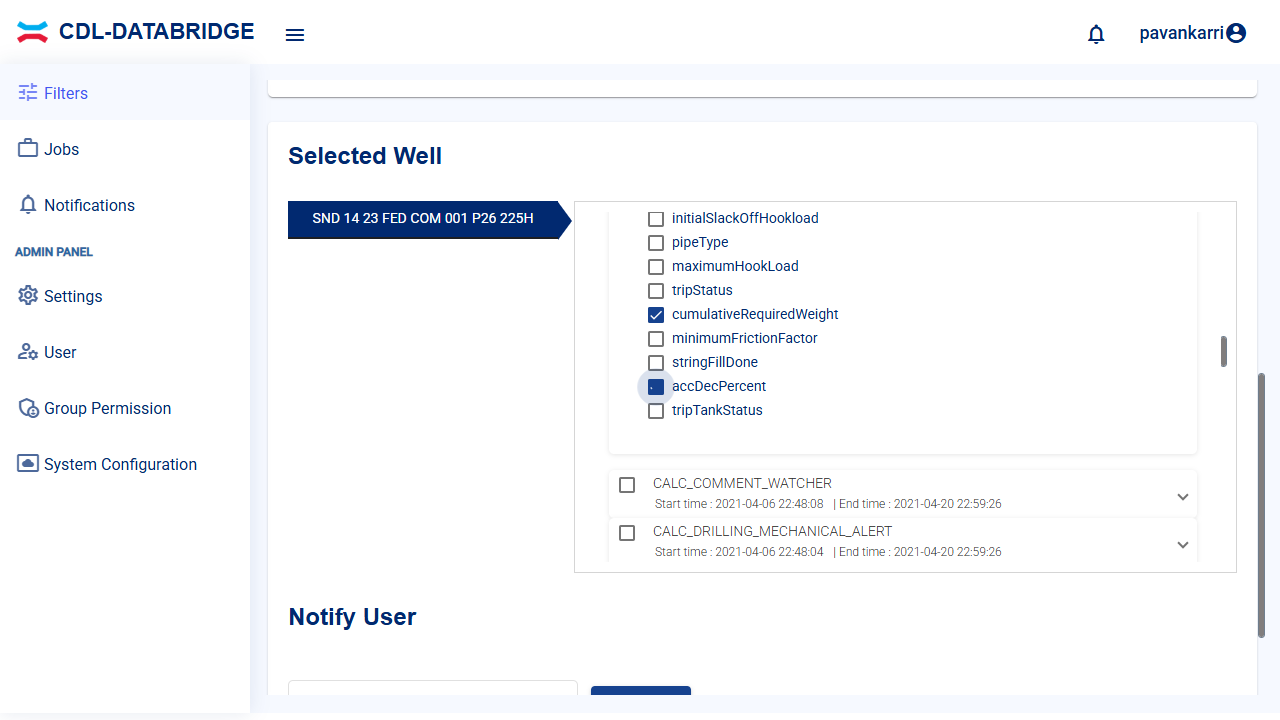 CDL-DATABRIDGE
pavankarri
Filters
Jobs
Notifications
ADMIN PANEL
Settings
User
Group Permission
System Configuration
Selected Well
SND 14 23 FED COM 001 P26 225H
initialSlackOffHookload
pipeType
maximumHookLoad
tripStatus
cumulativeRequiredWeight
minimumFrictionFactor
stringFillDone
accDecPercent
tripTankStatus
CALC_COMMENT_WATCHER
Start time : 2021-04-06 22:48:08 | End time : 2021-04-20 22:59:26
CALC_DRILLING_MECHANICAL_ALERT
Start time : 2021-04-06 22:48:04 | End time : 2021-04-20 22:59:26
Notify User